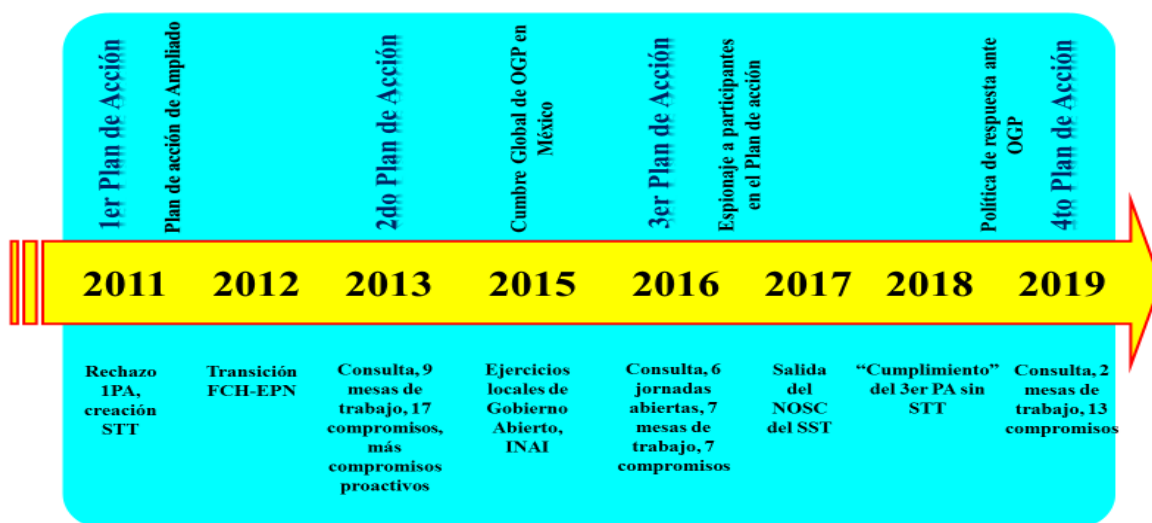 1er Plan de Acción
Plan de acción de Ampliado
2do Plan de Acción
Cumbre Global de OGP en
México
3er Plan de Acción
Espionaje a participantes
en el Plan de acción
Política de respuesta ante
OGP
4to Plan de Acción
2011
2012
2013
2015
2016
2017
2018
2019
Rechazo
1PA,
creación
STT
Transición
FCH-EPN
Consulta, 9
mesas de
trabajo, 17
compromisos,
más
compromisos
proactivos
Ejercicios
locales de
Gobierno
Abierto,
INAI
Consulta, 6
jornadas
abiertas, 7
mesas de
trabajo, 7
compromisos
Salida
del
NOSC
del SST
“Cumplimiento”
del 3er PA sin
STT
Consulta, 2
mesas de
trabajo, 13
compromisos